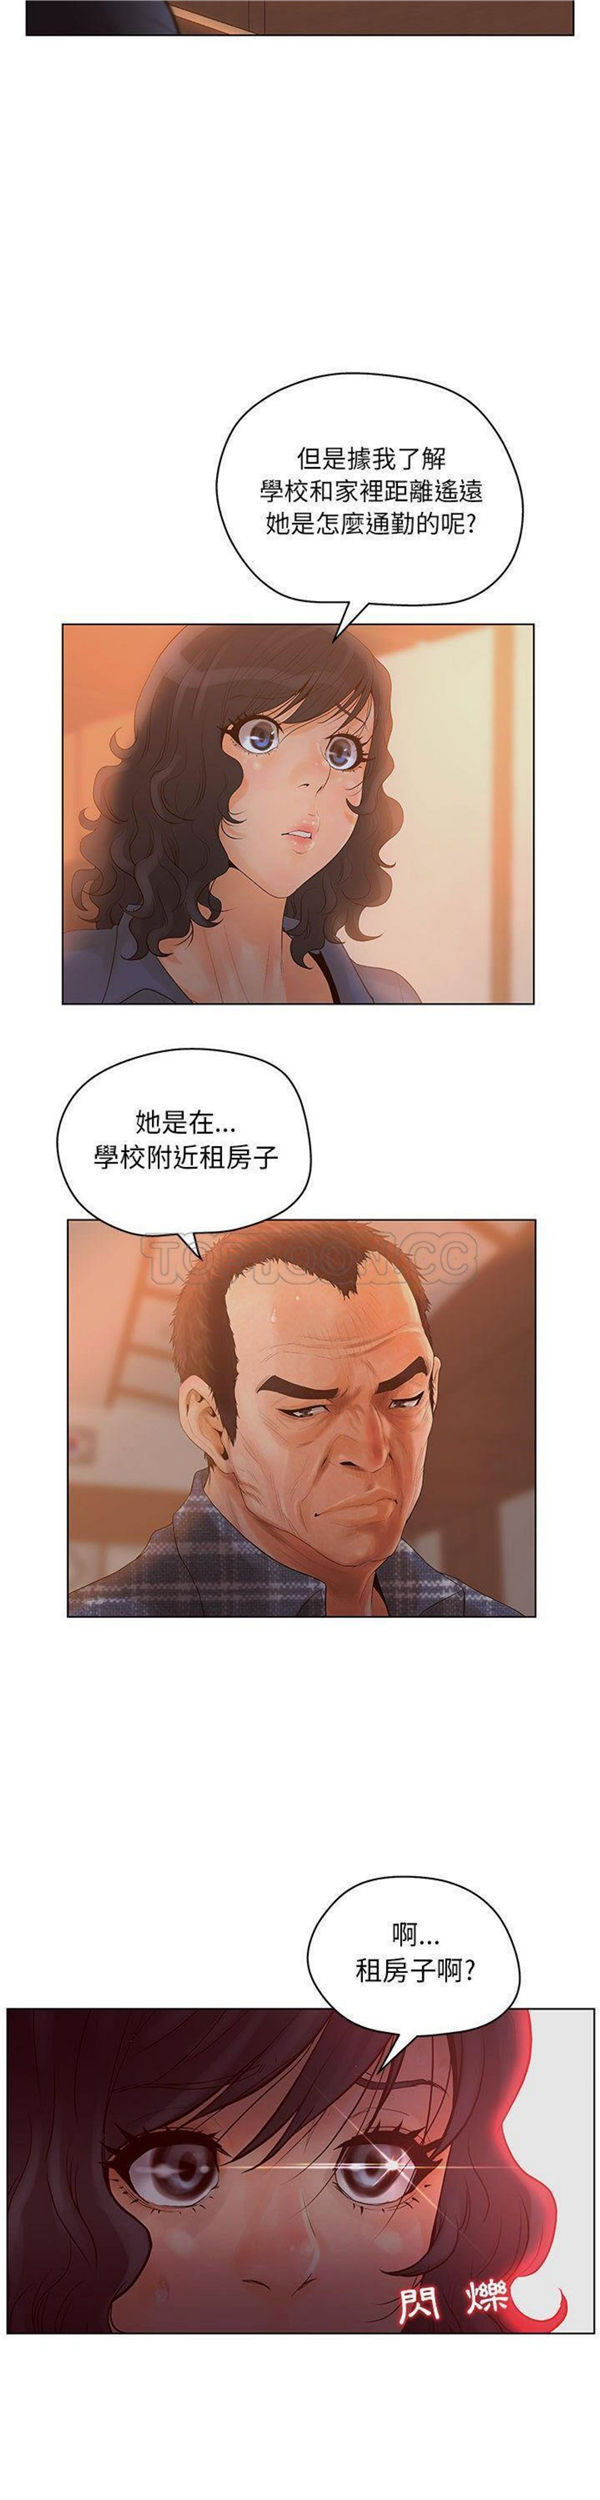 但是據我了解
學校和家裡距離遙遠
她是怎麼通勤的呢?
她是在...
學校附近租房子
TOPTOON.CC
啊...
租房子啊?
閃爍